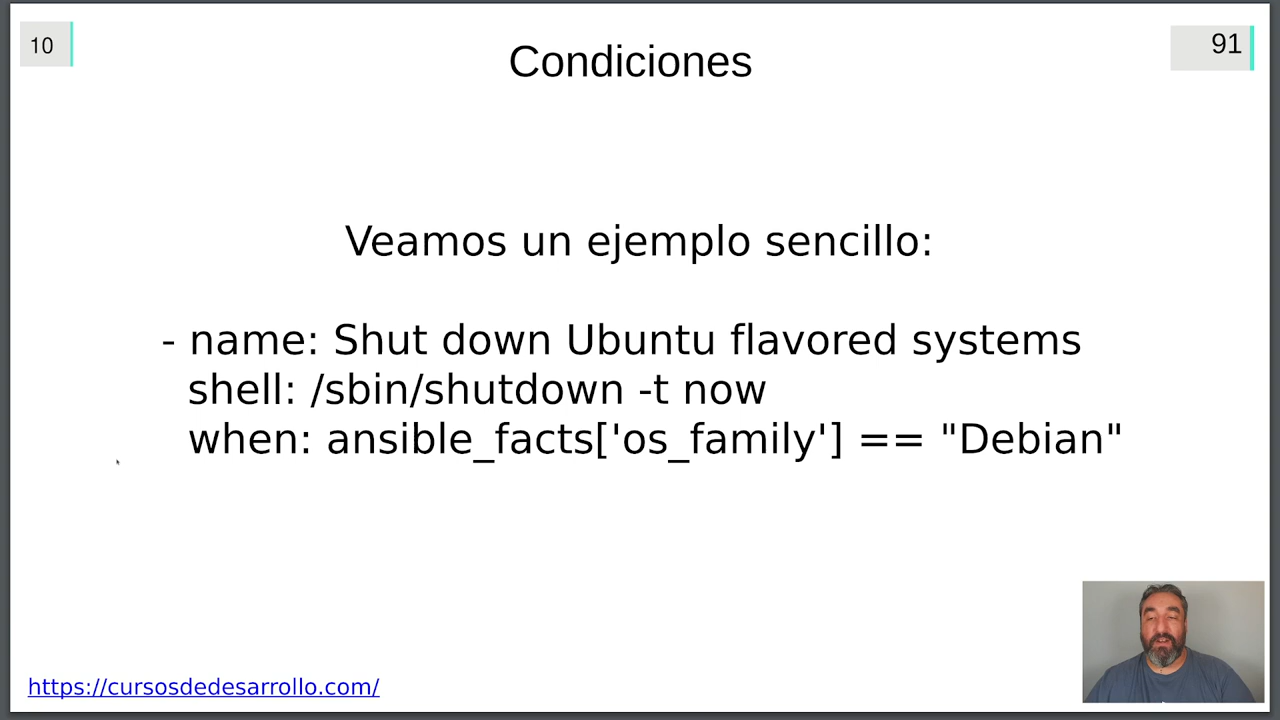 10
Condiciones
91
Veamos un ejemplo sencillo:
- name: Shut down Ubuntu flavored systems
shell: /sbin/shutdown -t now
when: ansible_facts['os_family'] == "Debian"
https://cursosdedesarrollo.com/